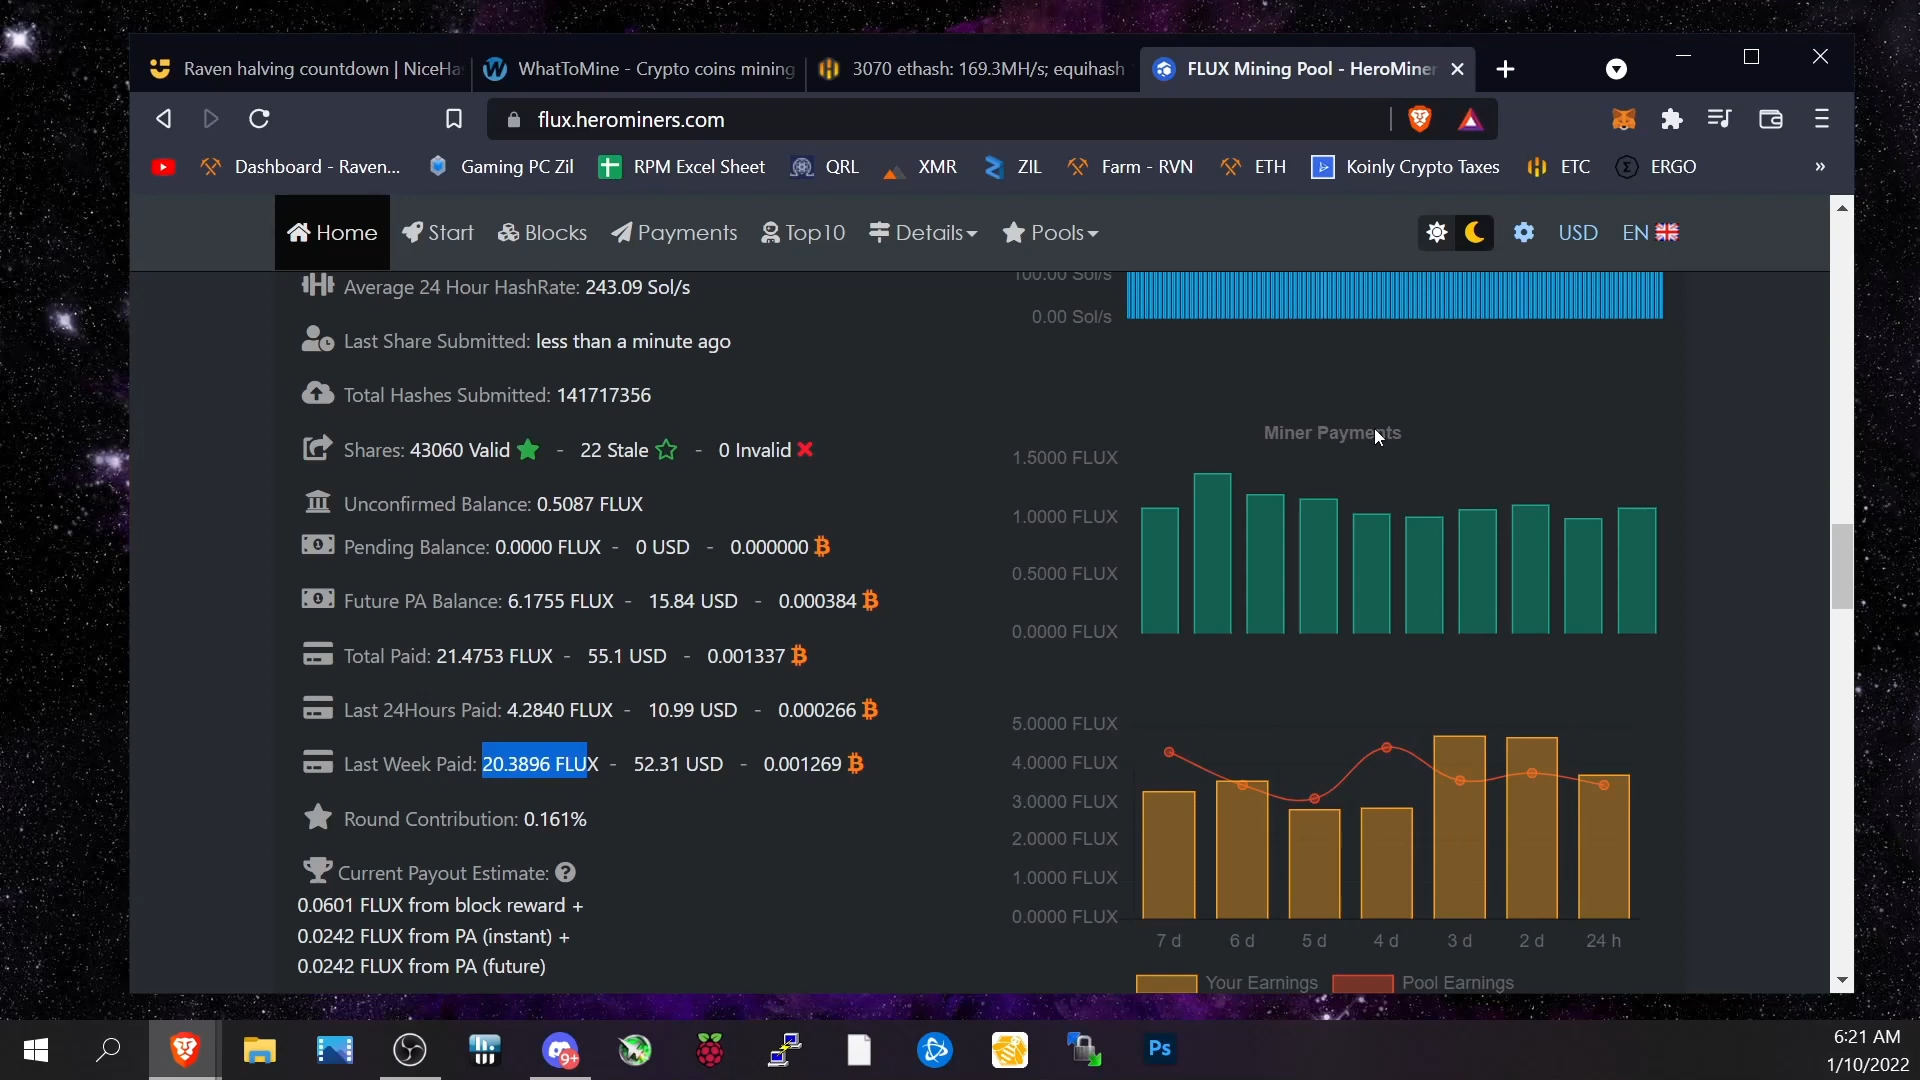 Raven halving countdown | NiceHa
WhatToMine - Crypto coins mining
3070 ethash: 169.3MH/s; equihash
FLUX Mining Pool - HeroMiner
flux.herominers.com
Dashboard - Raven...
Gaming PC Zil
RPM Excel Sheet
QRL
XMR
ZIL
Farm - RVN
ETH
Koinly Crypto Taxes
ETC
ERGO
»
Home
Start
Blocks
Payments
Top10
Details
Pools
USD
EN
Average 24 Hour HashRate: 243.09 Sol/s
Last Share Submitted: less than a minute ago
Total Hashes Submitted: 141717356
Shares: 43060 Valid - 22 Stale - 0 Invalid
Unconfirmed Balance: 0.5087 FLUX
Pending Balance: 0.0000 FLUX - 0 USD - 0.000000
Future PA Balance: 6.1755 FLUX - 15.84 USD - 0.000384
Total Paid: 21.4753 FLUX - 55.1 USD - 0.001337
Last 24Hours Paid: 4.2840 FLUX - 10.99 USD - 0.000266
Last Week Paid: 20.3896 FLUX - 52.31 USD - 0.001269
Round Contribution: 0.161%
Current Payout Estimate:
0.0601 FLUX from block reward +
0.0242 FLUX from PA (instant) +
0.0242 FLUX from PA (future)
100.00 Sol/s
0.00 Sol/s
Miner Payments
1.5000 FLUX
1.0000 FLUX
0.5000 FLUX
0.0000 FLUX
5.0000 FLUX
4.0000 FLUX
3.0000 FLUX
2.0000 FLUX
1.0000 FLUX
0.0000 FLUX
7 d
6 d
5 d
4 d
3 d
2 d
24 h
Your Earnings
Pool Earnings
9+
Ps
6:21 AM
1/10/2022